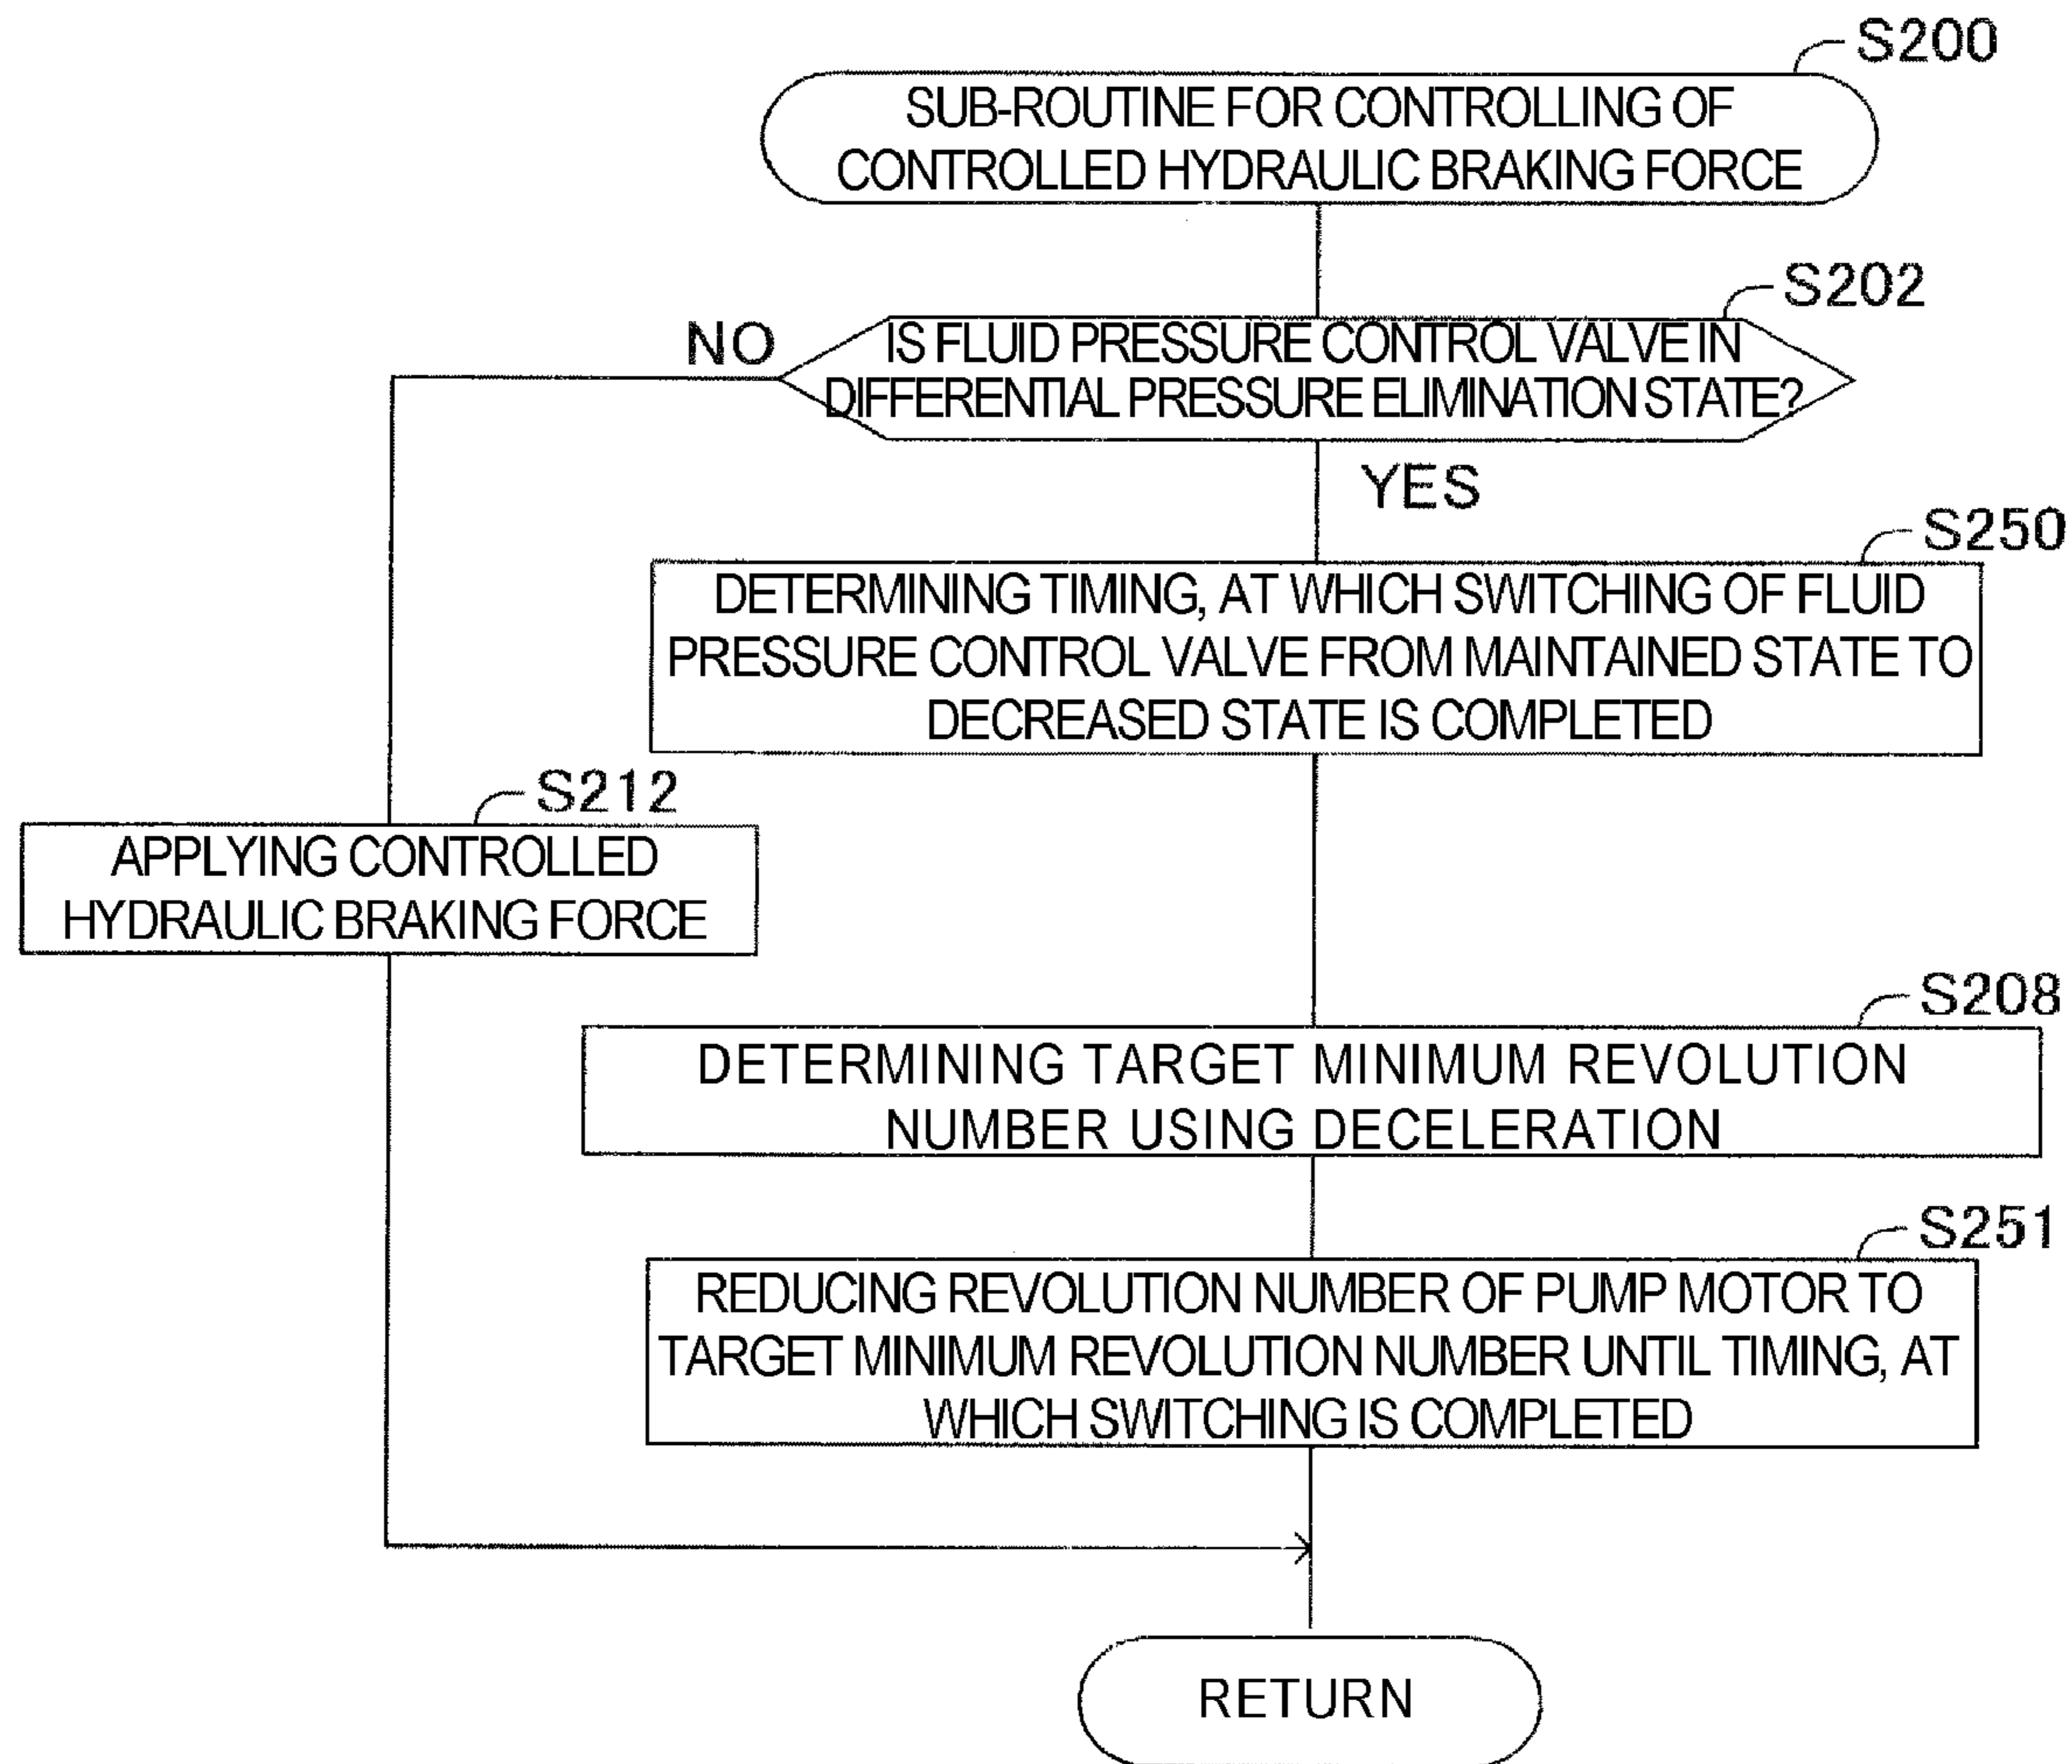 S200
SUB-ROUTINE FOR CONTROLLING OF
CONTROLLED HYDRAULIC BRAKING FORCE
S202
NO
IS FLUID PRESSURE CONTROL VALVE IN
DIFFERENTIAL PRESSURE ELIMINATION STATE?
YES
S250
DETERMINING TIMING, AT WHICH SWITCHING OF FLUID
PRESSURE CONTROL VALVE FROM MAINTAINED STATE TO
DECREASED STATE IS COMPLETED
S212
APPLYING CONTROLLED
HYDRAULIC BRAKING FORCE
S208
DETERMINING TARGET MINIMUM REVOLUTION
NUMBER USING DECELERATION
S251
REDUCING REVOLUTION NUMBER OF PUMP MOTOR TO
TARGET MINIMUM REVOLUTION NUMBER UNTIL TIMING, AT
WHICH SWITCHING IS COMPLETED
RETURN